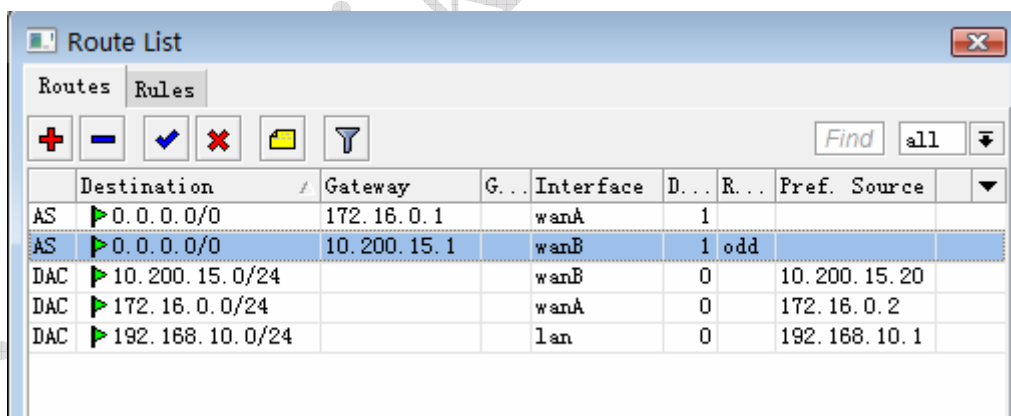 Route List
Routes Rules
Find all
Destination Gateway G... Interface D... R... Pref. Source
AS 0.0.0.0/0 172.16.0.1 wanA 1
AS 0.0.0.0/0 10.200.15.1 wanB 1 odd
DAC 10.200.15.0/24 wanB 0 10.200.15.20
DAC 172.16.0.0/24 wanA 0 172.16.0.2
DAC 192.168.10.0/24 lan 0 192.168.10.1